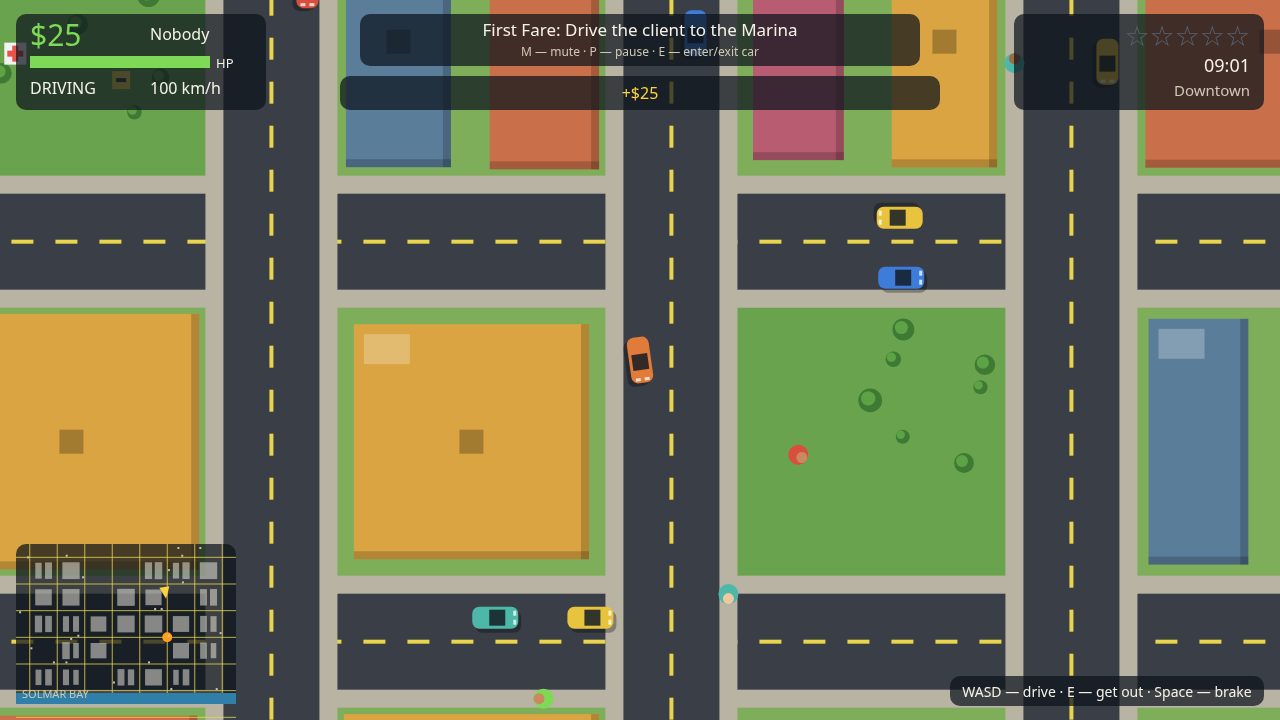 $25
Nobody
HP
DRIVING
100 km/h
First Fare: Drive the client to the Marina
M — mute · P — pause · E — enter/exit car
+$25
09:01
Downtown
SOLMAR BAY
WASD — drive · E — get out · Space — brake